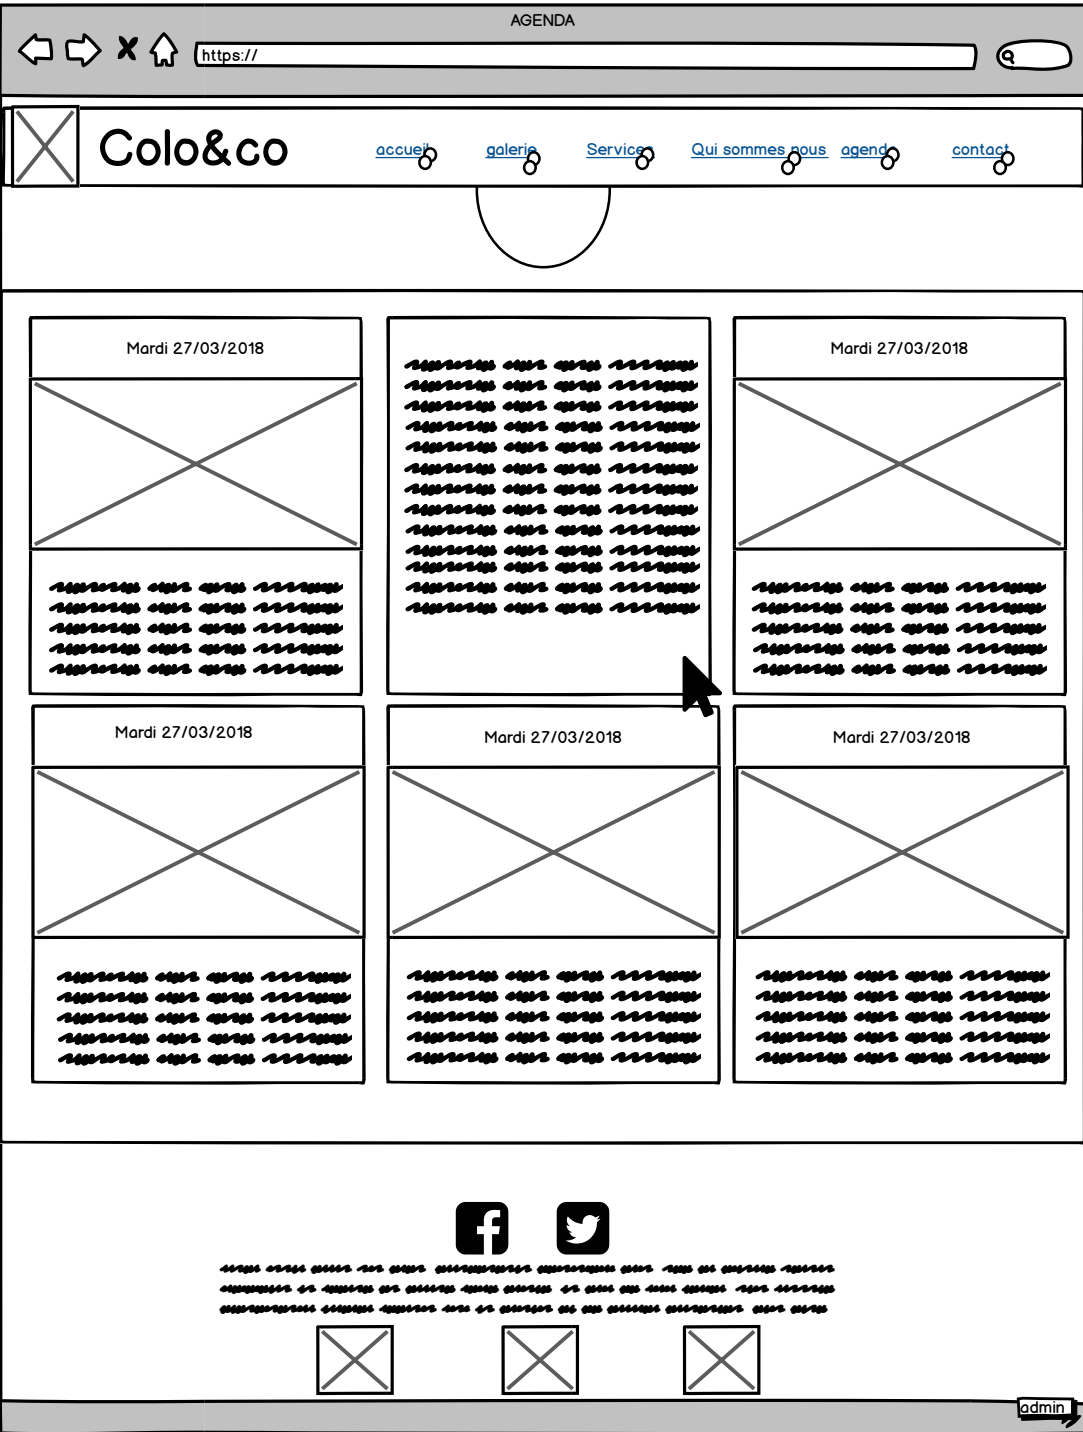 AGENDA
https://
Colo&co
accueil galerie Services Qui sommes nous agenda contact
Mardi 27/03/2018
Mardi 27/03/2018
Mardi 27/03/2018
Mardi 27/03/2018
Mardi 27/03/2018
admin